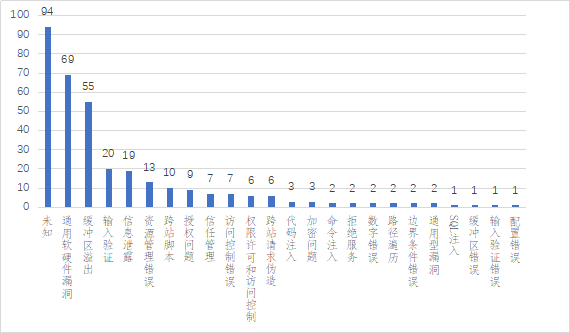 100
90
80
70
60
50
40
30
20
10
0
94
69
55
20
19
13
10
9
7
7
6
6
3
3
2
2
2
2
2
2
1
1
1
1
未知
通用软硬件漏洞
缓冲区溢出
输入验证
信息泄露
资源管理错误
跨站脚本
授权问题
信任管理
访问控制错误
权限许可和访问控制
跨站请求伪造
代码注入
加密问题
命令注入
拒绝服务
数字错误
路径遍历
边界条件错误
通用型漏洞
SQL注入
缓冲区错误
输入验证错误
配置错误